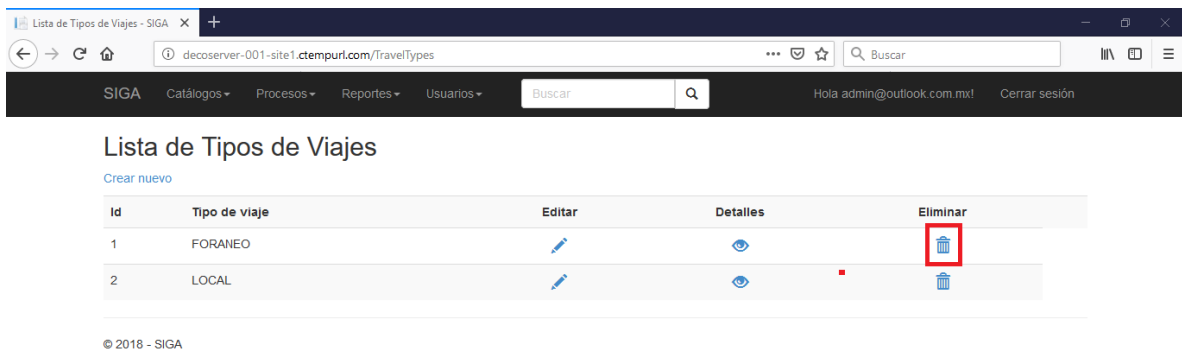 Lista de Tipos de Viajes - SIGA
decoserver-001-site1.ctempurl.com/TravelTypes
Buscar
SIGA Catálogos Procesos Reportes Usuarios Buscar Hola admin@outlook.com.mx! Cerrar sesión
Lista de Tipos de Viajes
Crear nuevo
Id Tipo de viaje Editar Detalles Eliminar
1 FORANEO
2 LOCAL
© 2018 - SIGA